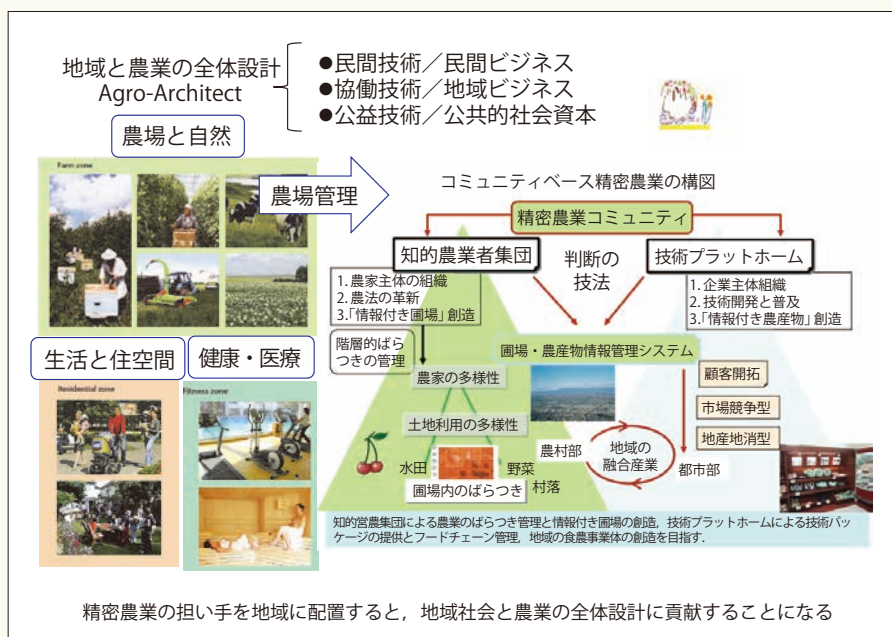 地域と農業の全体設計
Agro-Architect
●民間技術／民間ビジネス
●協働技術／地域ビジネス
●公益技術／公共的社会資本
農場と自然
Farm zone
農場管理
生活と住空間
健康・医療
Residential zone
Fitness zone
コミュニティベース精密農業の構図
精密農業コミュニティ
知的農業者集団
判断の
技法
技術プラットホーム
1. 農家主体の組織
2. 農法の革新
3.「情報付き圃場」創造
1. 企業主体組織
2. 技術開発と普及
3.「情報付き農産物」創造
階層的ばら
つきの管理
圃場・農産物情報管理システム
農家の多様性
顧客開拓
土地利用の多様性
市場競争型
地産地消型
農村部
地域の
融合産業
都市部
水田
野菜
村落
圃場内のばらつき
知的営農集団による農業のばらつき管理と情報付き圃場の創造，技術プラットホームによる技術パッ
ケージの提供とフードチェーン管理，地域の食農事業体の創造を目指す．
精密農業の担い手を地域に配置すると，地域社会と農業の全体設計に貢献することになる